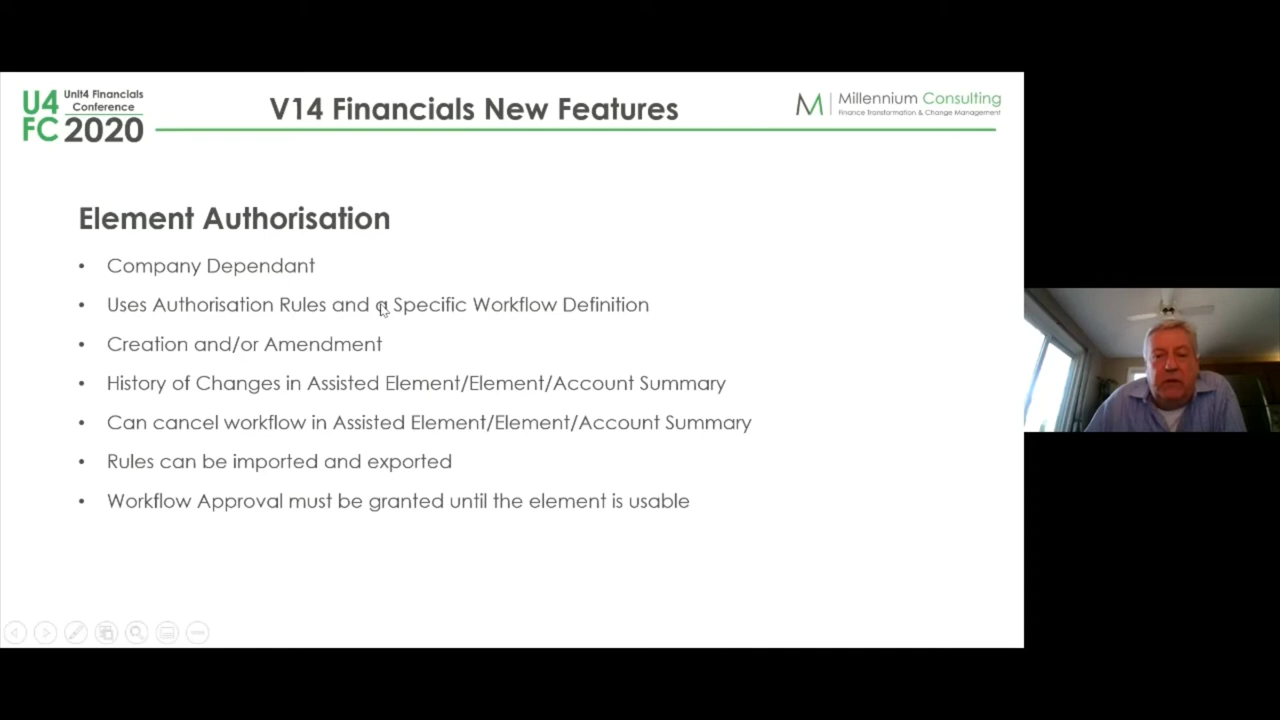 U4
FC
Unit4 Financials
Conference
2020
V14 Financials New Features
Millennium Consulting
Finance Transformation & Change Management
Element Authorisation
• Company Dependant
• Uses Authorisation Rules and a Specific Workflow Definition
• Creation and/or Amendment
• History of Changes in Assisted Element/Element/Account Summary
• Can cancel workflow in Assisted Element/Element/Account Summary
• Rules can be imported and exported
• Workflow Approval must be granted until the element is usable